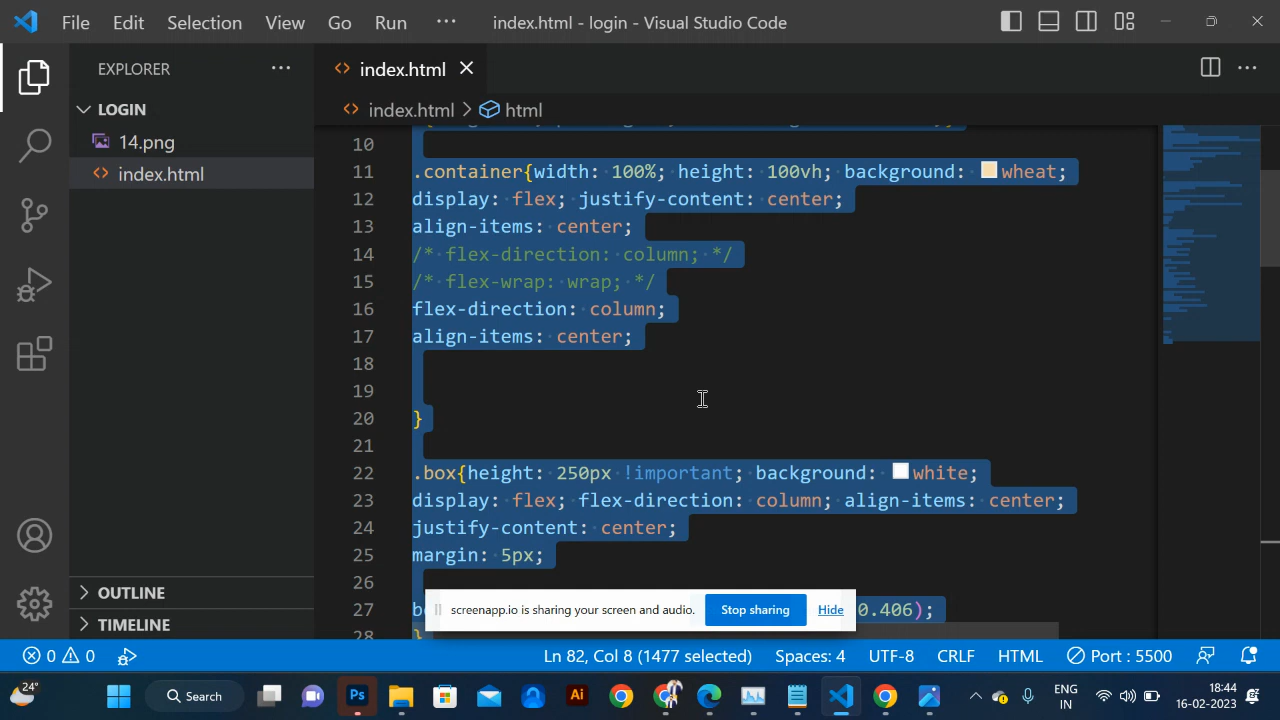 File Edit Selection View Go Run ··· index.html - login - Visual Studio Code
EXPLORER ···
index.html
LOGIN
14.png
index.html
index.html > html
10
11 .container{width: 100%; height: 100vh; background: wheat;
12 display: flex; justify-content: center;
13 align-items: center;
14 /* flex-direction: column; */
15 /* flex-wrap: wrap; */
16 flex-direction: column;
17 align-items: center;
18
19
20 }
21
22 .box{height: 250px !important; background: white;
23 display: flex; flex-direction: column; align-items: center;
24 justify-content: center;
25 margin: 5px;
26
27 0.406);
28 }
screenapp.io is sharing your screen and audio. Stop sharing Hide
OUTLINE
TIMELINE
0 0 Ln 82, Col 8 (1477 selected) Spaces: 4 UTF-8 CRLF HTML Port : 5500
24° Search Ps Ai ENG IN 18:44 16-02-2023